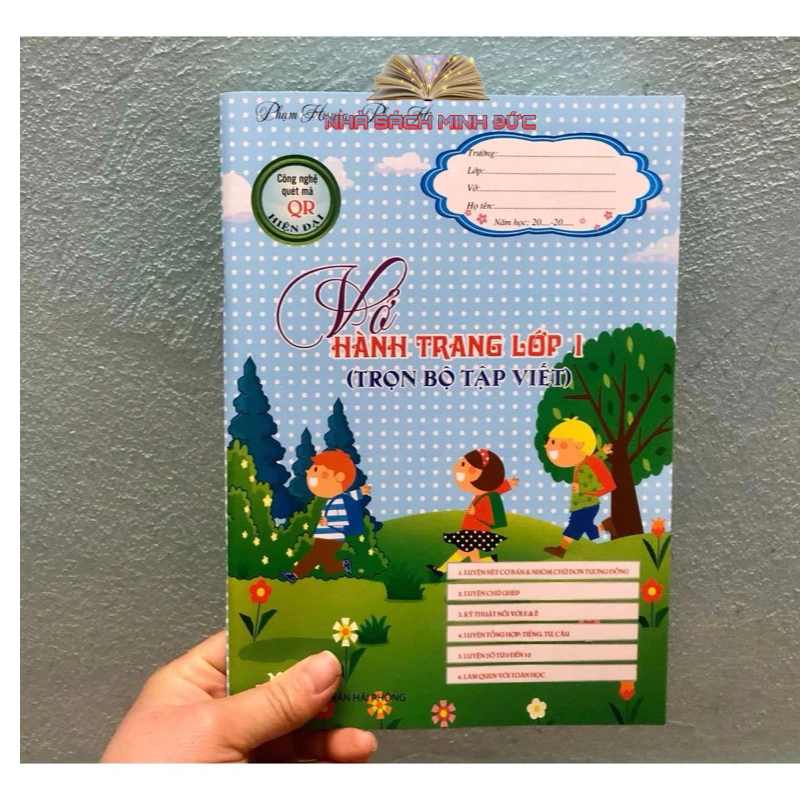 Phạm Huyền
NHÀ SÁCH MINH ĐỨC
Công nghệ
quét mã
QR
HIỆN ĐẠI
Trường:
Lớp:
Vở:
Họ tên:
Năm học: 20....-20.....
Vở
HÀNH TRANG LỚP 1
(TRỌN BỘ TẬP VIẾT)
1. LUYỆN NÉT CƠ BẢN & NHÓM CHỮ ĐƠN TƯƠNG ĐỒNG
2. LUYỆN CHỮ GHÉP
3. KỸ THUẬT NỐI VỚI E & Ê
4. LUYỆN TỔNG HỢP: TIẾNG, TỪ, CÂU
5. LUYỆN SỐ TỪ 0 ĐẾN 10
6. LÀM QUEN VỚI TOÁN HỌC
HẢI PHÒNG